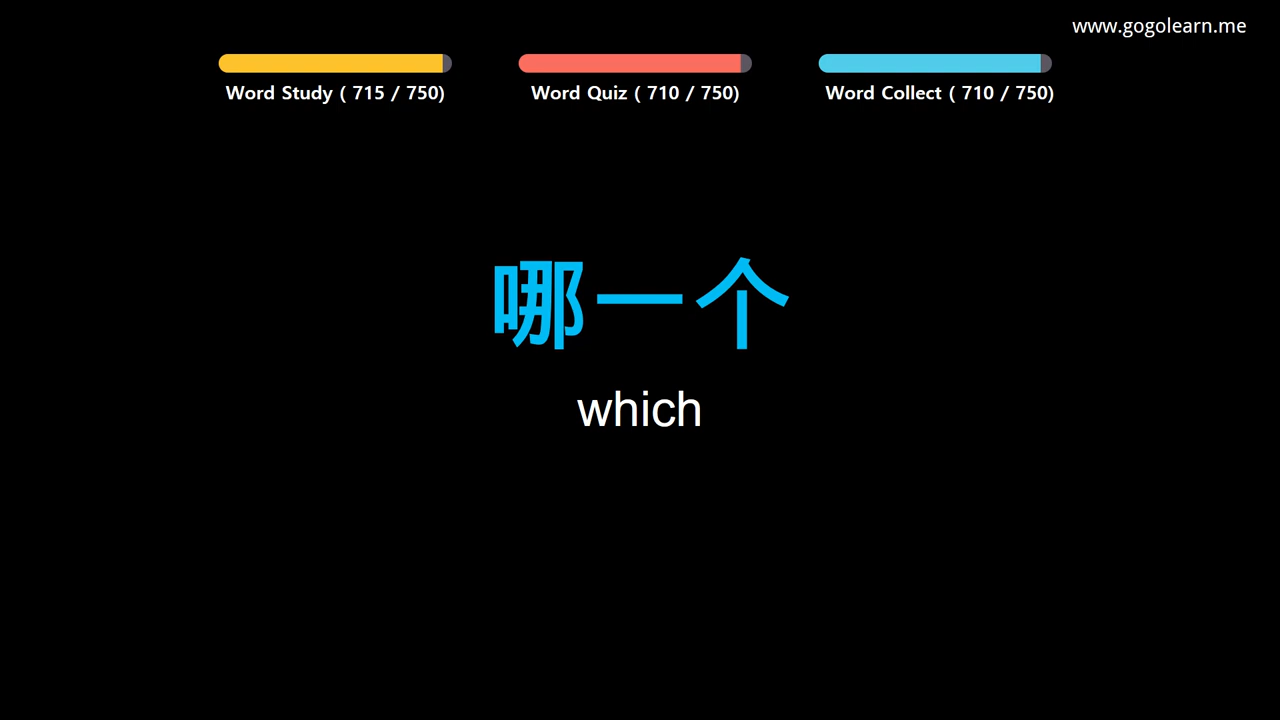 www.gogolearn.me
Word Study ( 715 / 750)
Word Quiz ( 710 / 750)
Word Collect ( 710 / 750)
哪一个
which